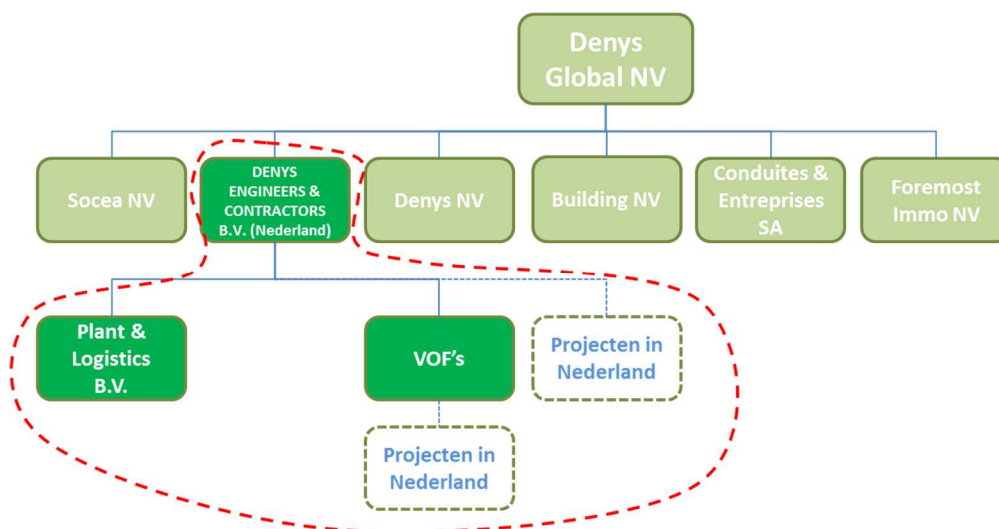 Denys
Global NV
Socea NV
DENYS
ENGINEERS &
CONTRACTORS
B.V. (Nederland)
Denys NV
Building NV
Conduites &
Entreprises
SA
Foremost
Immo NV
Plant &
Logistics
B.V.
VOF's
Projecten in
Nederland
Projecten in
Nederland